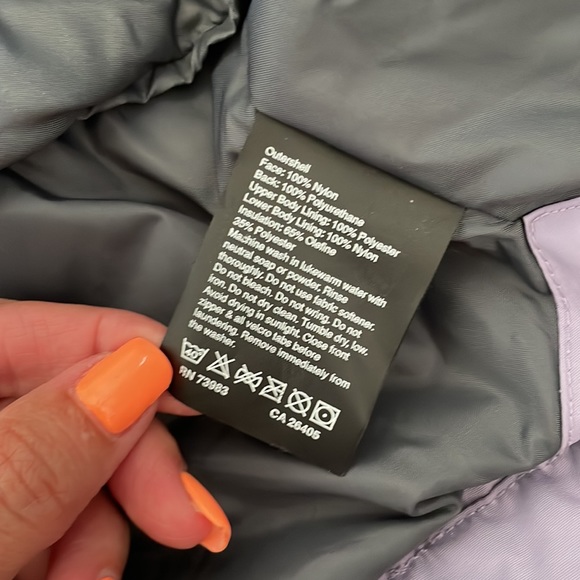 Outershell
Face: 100% Nylon
Back: 100% Polyurethane
Upper Body Lining: 100% Polyester
Lower Body Lining: 100% Nylon
Insulation: 65% Olefine
35% Polyester
Machine wash in lukewarm water with
neutral soap or powder. Rinse
thoroughly. Do not use fabric softener.
Do not bleach. Do not wring. Do not
iron. Do not dry clean. Tumble dry, low.
Avoid drying in sunlight. Close front
zipper & all velcro tabs before
laundering. Remove immediately from
the washer.
40°
RN 73983
CA 26405